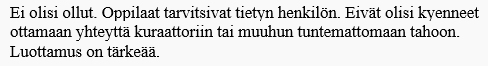 Ei olisi ollut. Oppilaat tarvitsivat tietyn henkilön. Eivät olisi kyenneet
ottamaan yhteyttä kuraattoriin tai muuhun tuntemattomaan tahoon.
Luottamus on tärkeää.